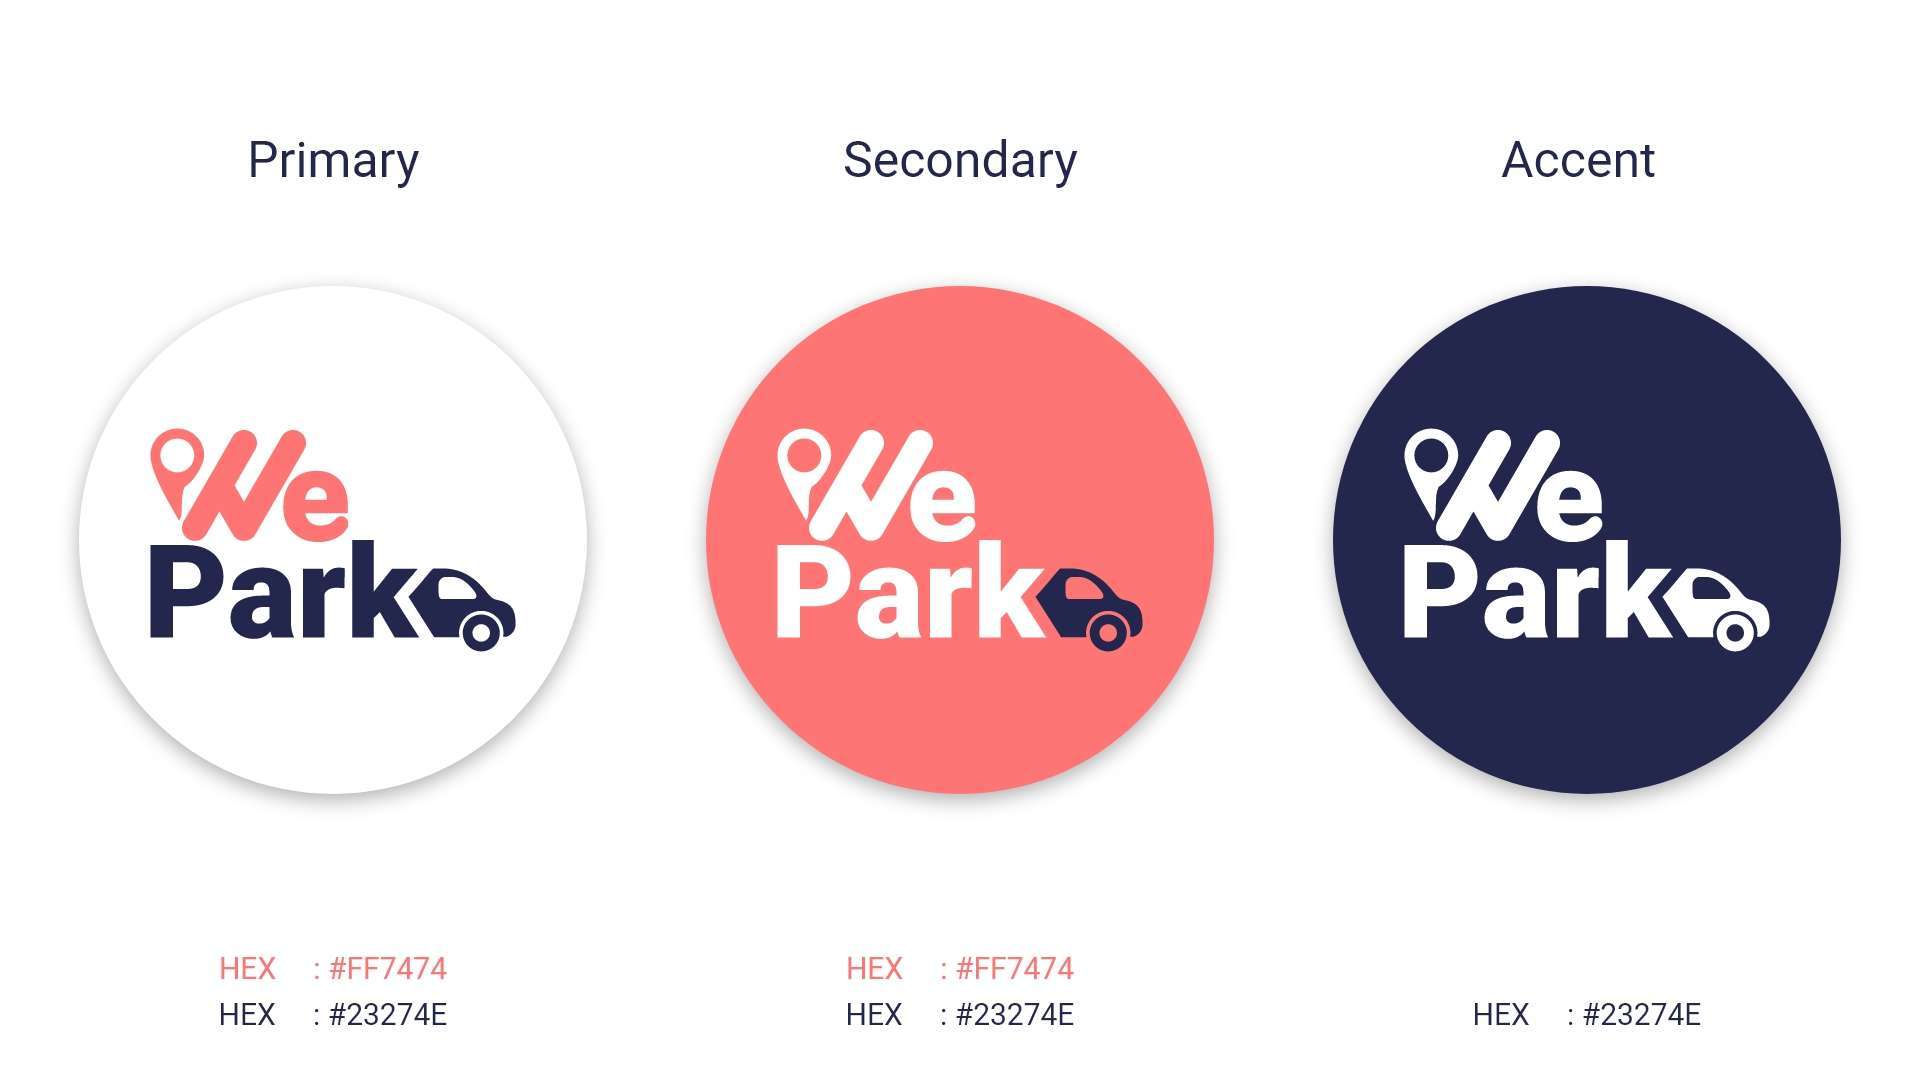 Primary
We
Park
HEX : #FF7474
HEX : #23274E
Secondary
We
Park
HEX : #FF7474
HEX : #23274E
Accent
We
Park
HEX : #23274E